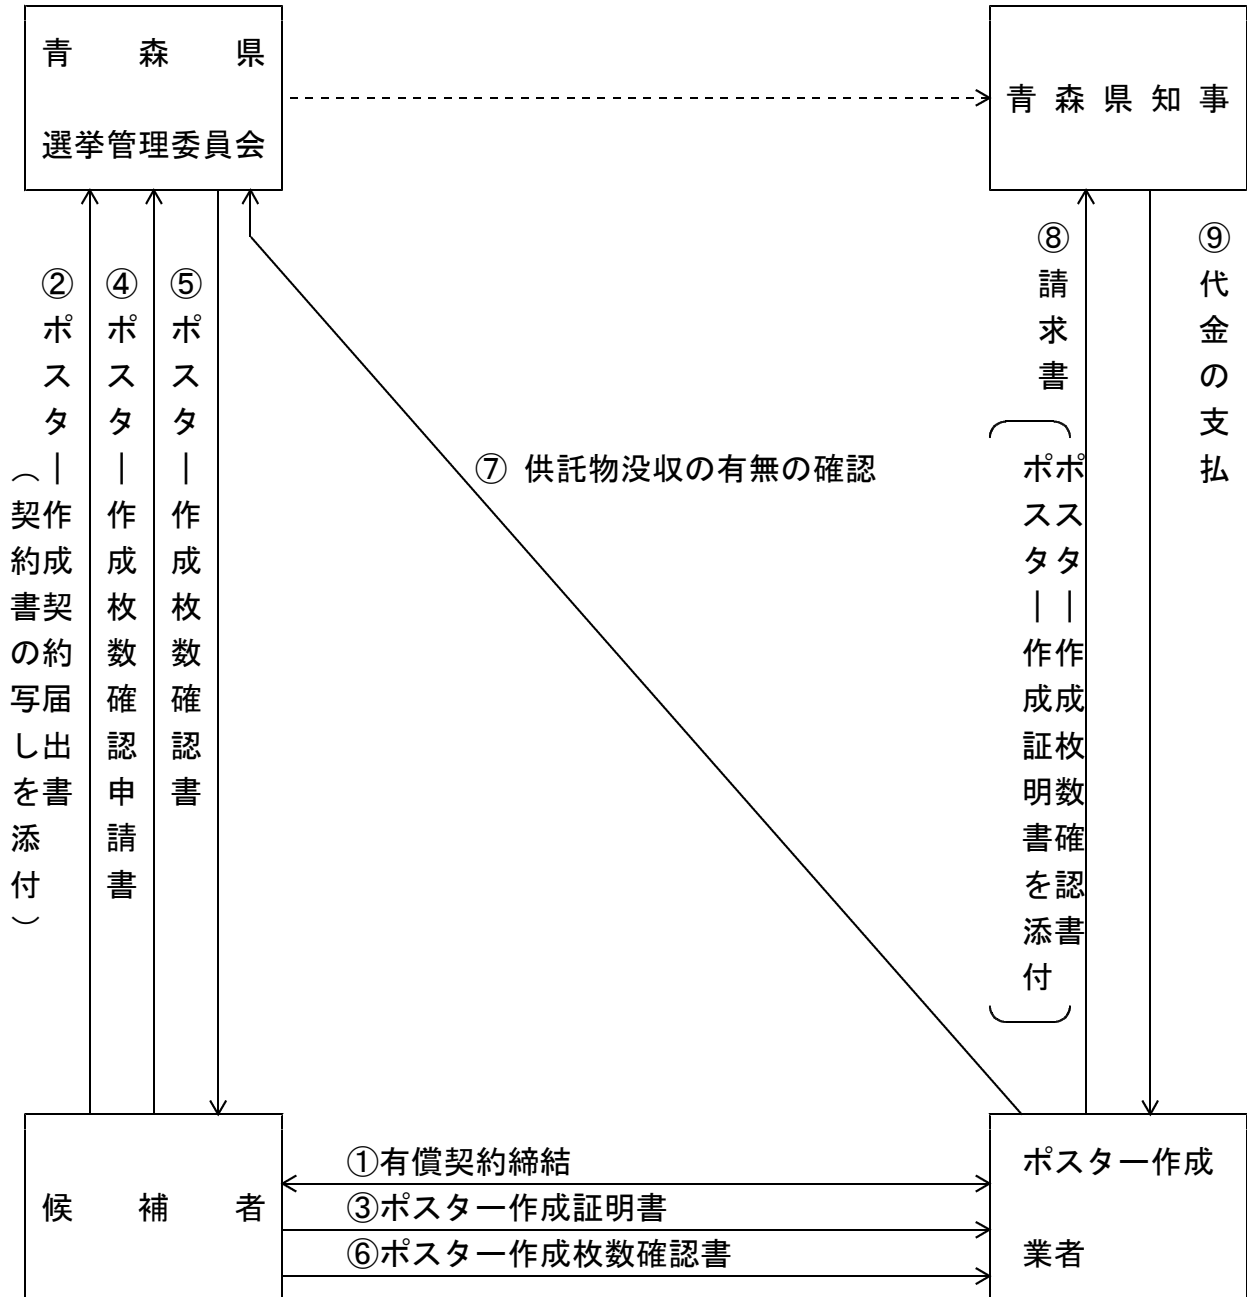 青森県
選挙管理委員会
青森県知事
②ポスター作成契約届出書
（契約書の写しを添付）
④ポスター作成枚数確認申請書
⑤ポスター作成枚数確認書
⑦ 供託物没収の有無の確認
⑧請求書
ポスター作成枚数確認書
ポスター作成証明書を添付
⑨代金の支払
候補者
①有償契約締結
③ポスター作成証明書
⑥ポスター作成枚数確認書
ポスター作成
業者